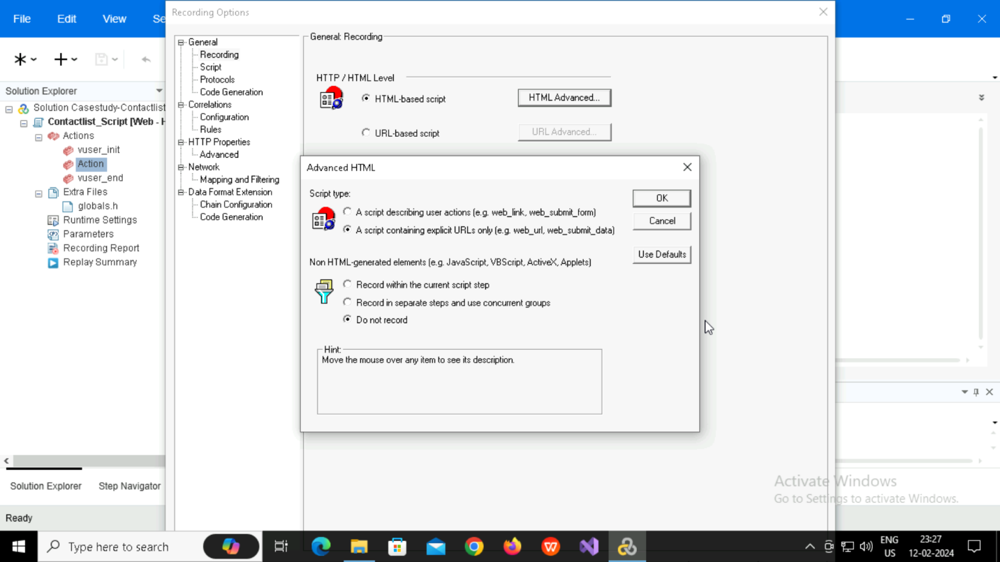 File Edit View Se
Recording Options
Solution Explorer
Solution Casestudy-Contactlist
Contactlist_Script [Web - H
Actions
vuser_init
Action
vuser_end
Extra Files
globals.h
Runtime Settings
Parameters
Recording Report
Replay Summary
Solution Explorer Step Navigator
Ready
General
Recording
Script
Protocols
Code Generation
Correlations
Configuration
Rules
HTTP Properties
Advanced
Network
Mapping and Filtering
Data Format Extension
Chain Configuration
Code Generation
General: Recording
HTTP / HTML Level
HTML-based script HTML Advanced...
URL-based script URL Advanced...
Advanced HTML
Script type:
A script describing user actions (e.g. web_link, web_submit_form)
A script containing explicit URLs only (e.g. web_url, web_submit_data)
OK
Cancel
Use Defaults
Non HTML-generated elements (e.g. JavaScript, VBScript, ActiveX, Applets)
Record within the current script step
Record in separate steps and use concurrent groups
Do not record
Hint:
Move the mouse over any item to see its description.
Activate Windows
Go to Settings to activate Windows.
Type here to search
ENG
US
23:27
12-02-2024